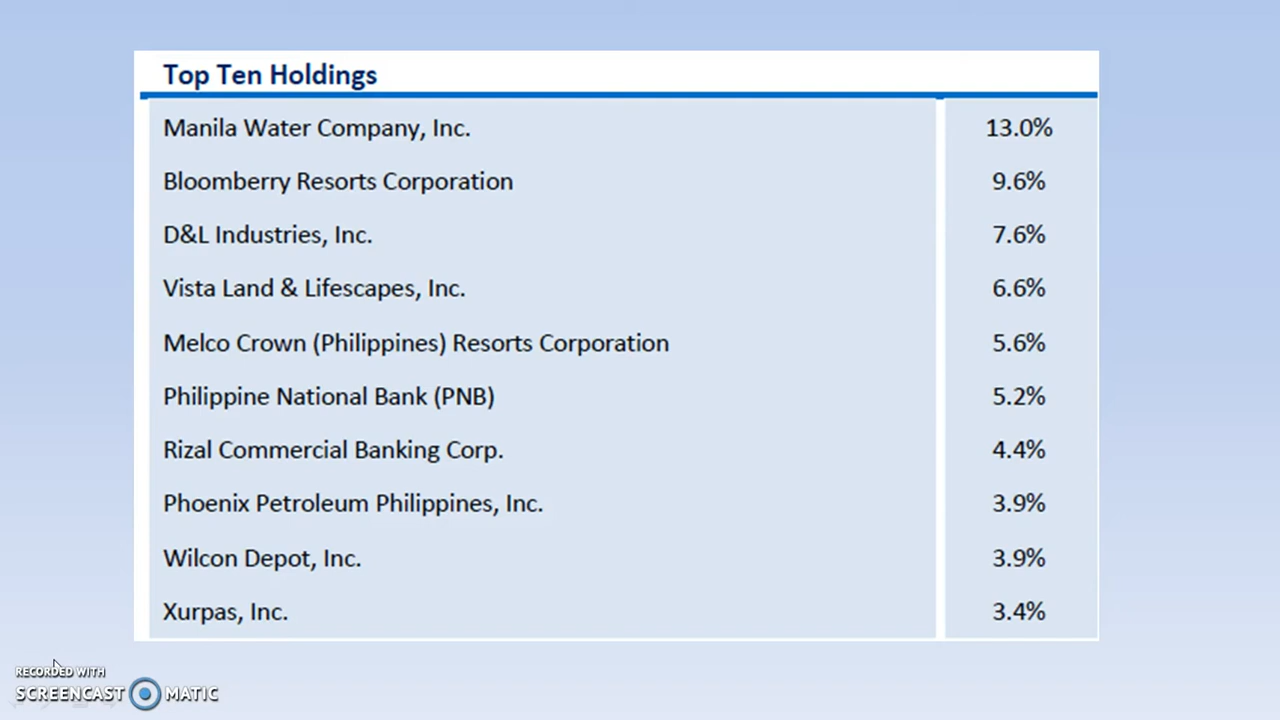 Top Ten Holdings
Manila Water Company, Inc. 13.0%
Bloomberry Resorts Corporation 9.6%
D&L Industries, Inc. 7.6%
Vista Land & Lifescapes, Inc. 6.6%
Melco Crown (Philippines) Resorts Corporation 5.6%
Philippine National Bank (PNB) 5.2%
Rizal Commercial Banking Corp. 4.4%
Phoenix Petroleum Philippines, Inc. 3.9%
Wilcon Depot, Inc. 3.9%
Xurpas, Inc. 3.4%
RECORDED WITH
SCREENCAST MATIC